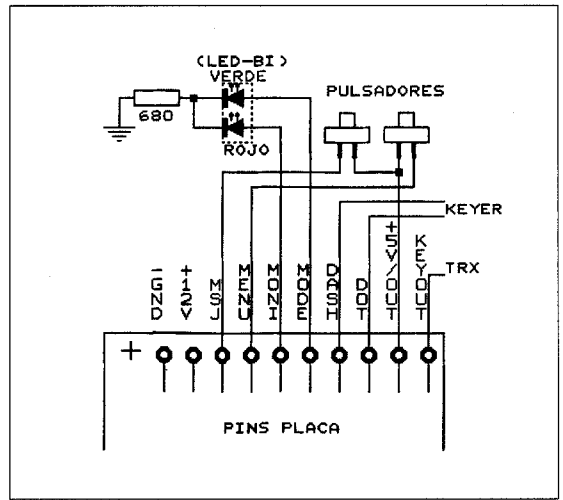 (LED-BI)
VERDE
680
ROJO
PULSADORES
KEYER
TRX
-GND
+12V
MSJ
MENU
MONI
MODE
DASH
DOT
+5V/OUT
KEYOUT
+
PINS PLACA